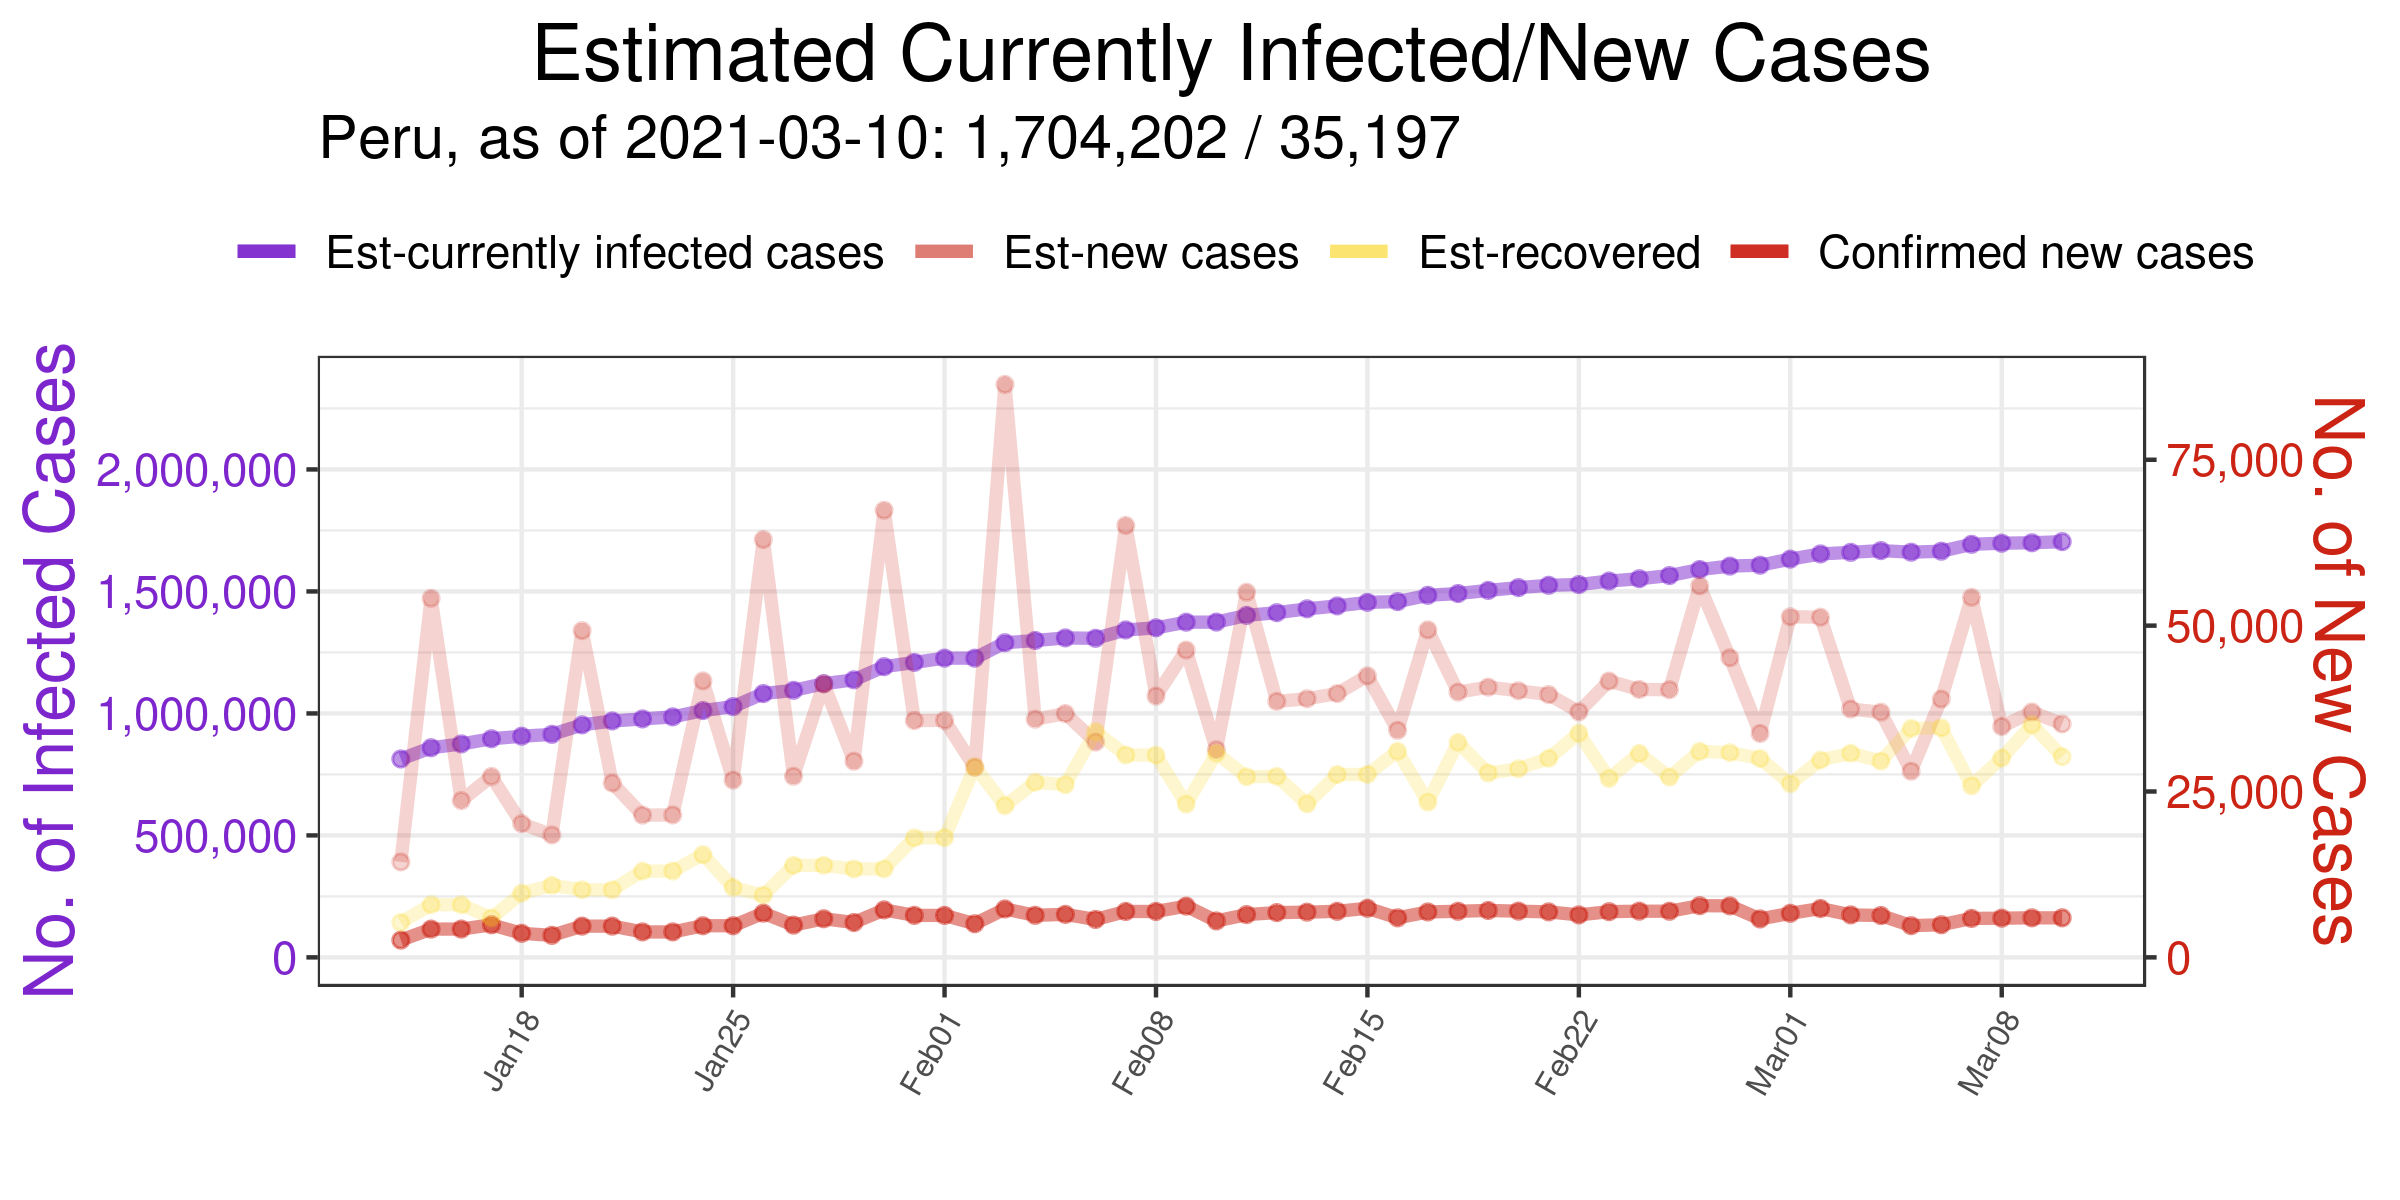 Estimated Currently Infected/New Cases
Peru, as of 2021-03-10: 1,704,202 / 35,197
Est-currently infected cases Est-new cases Est-recovered Confirmed new cases
No. of Infected Cases
2,000,000
1,500,000
1,000,000
500,000
0
75,000
50,000
25,000
0
No. of New Cases
Jan18 Jan25 Feb01 Feb08 Feb15 Feb22 Mar01 Mar08